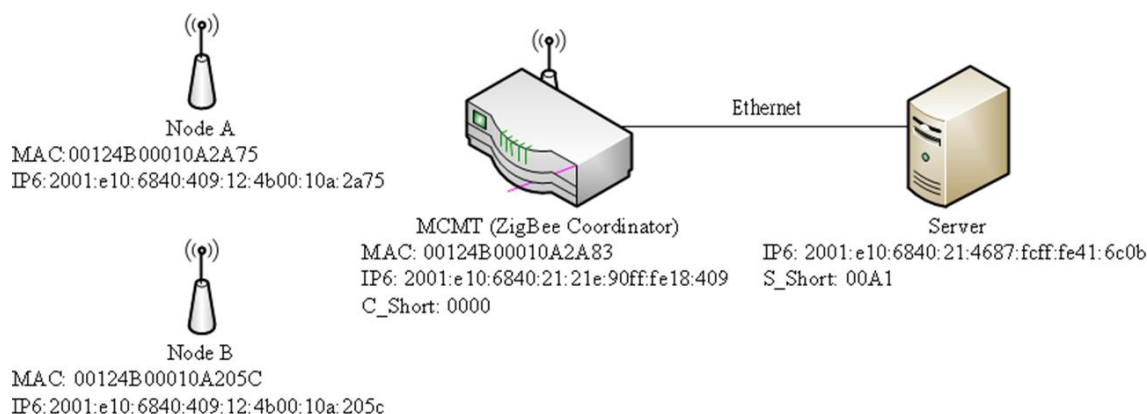 Node A
MAC:00124B00010A2A75
IP6:2001:e10:6840:409:12:4b00:10a:2a75
Ethernet
MCMT (ZigBee Coordinator)
MAC: 00124B00010A2A83
IP6: 2001:e10:6840:21:21e:90ff:fe18:409
C_Short: 0000
Server
IP6: 2001:e10:6840:21:4687:fcff:fe41:6c0b
S_Short: 00A1
Node B
MAC: 00124B00010A205C
IP6:2001:e10:6840:409:12:4b00:10a:205c